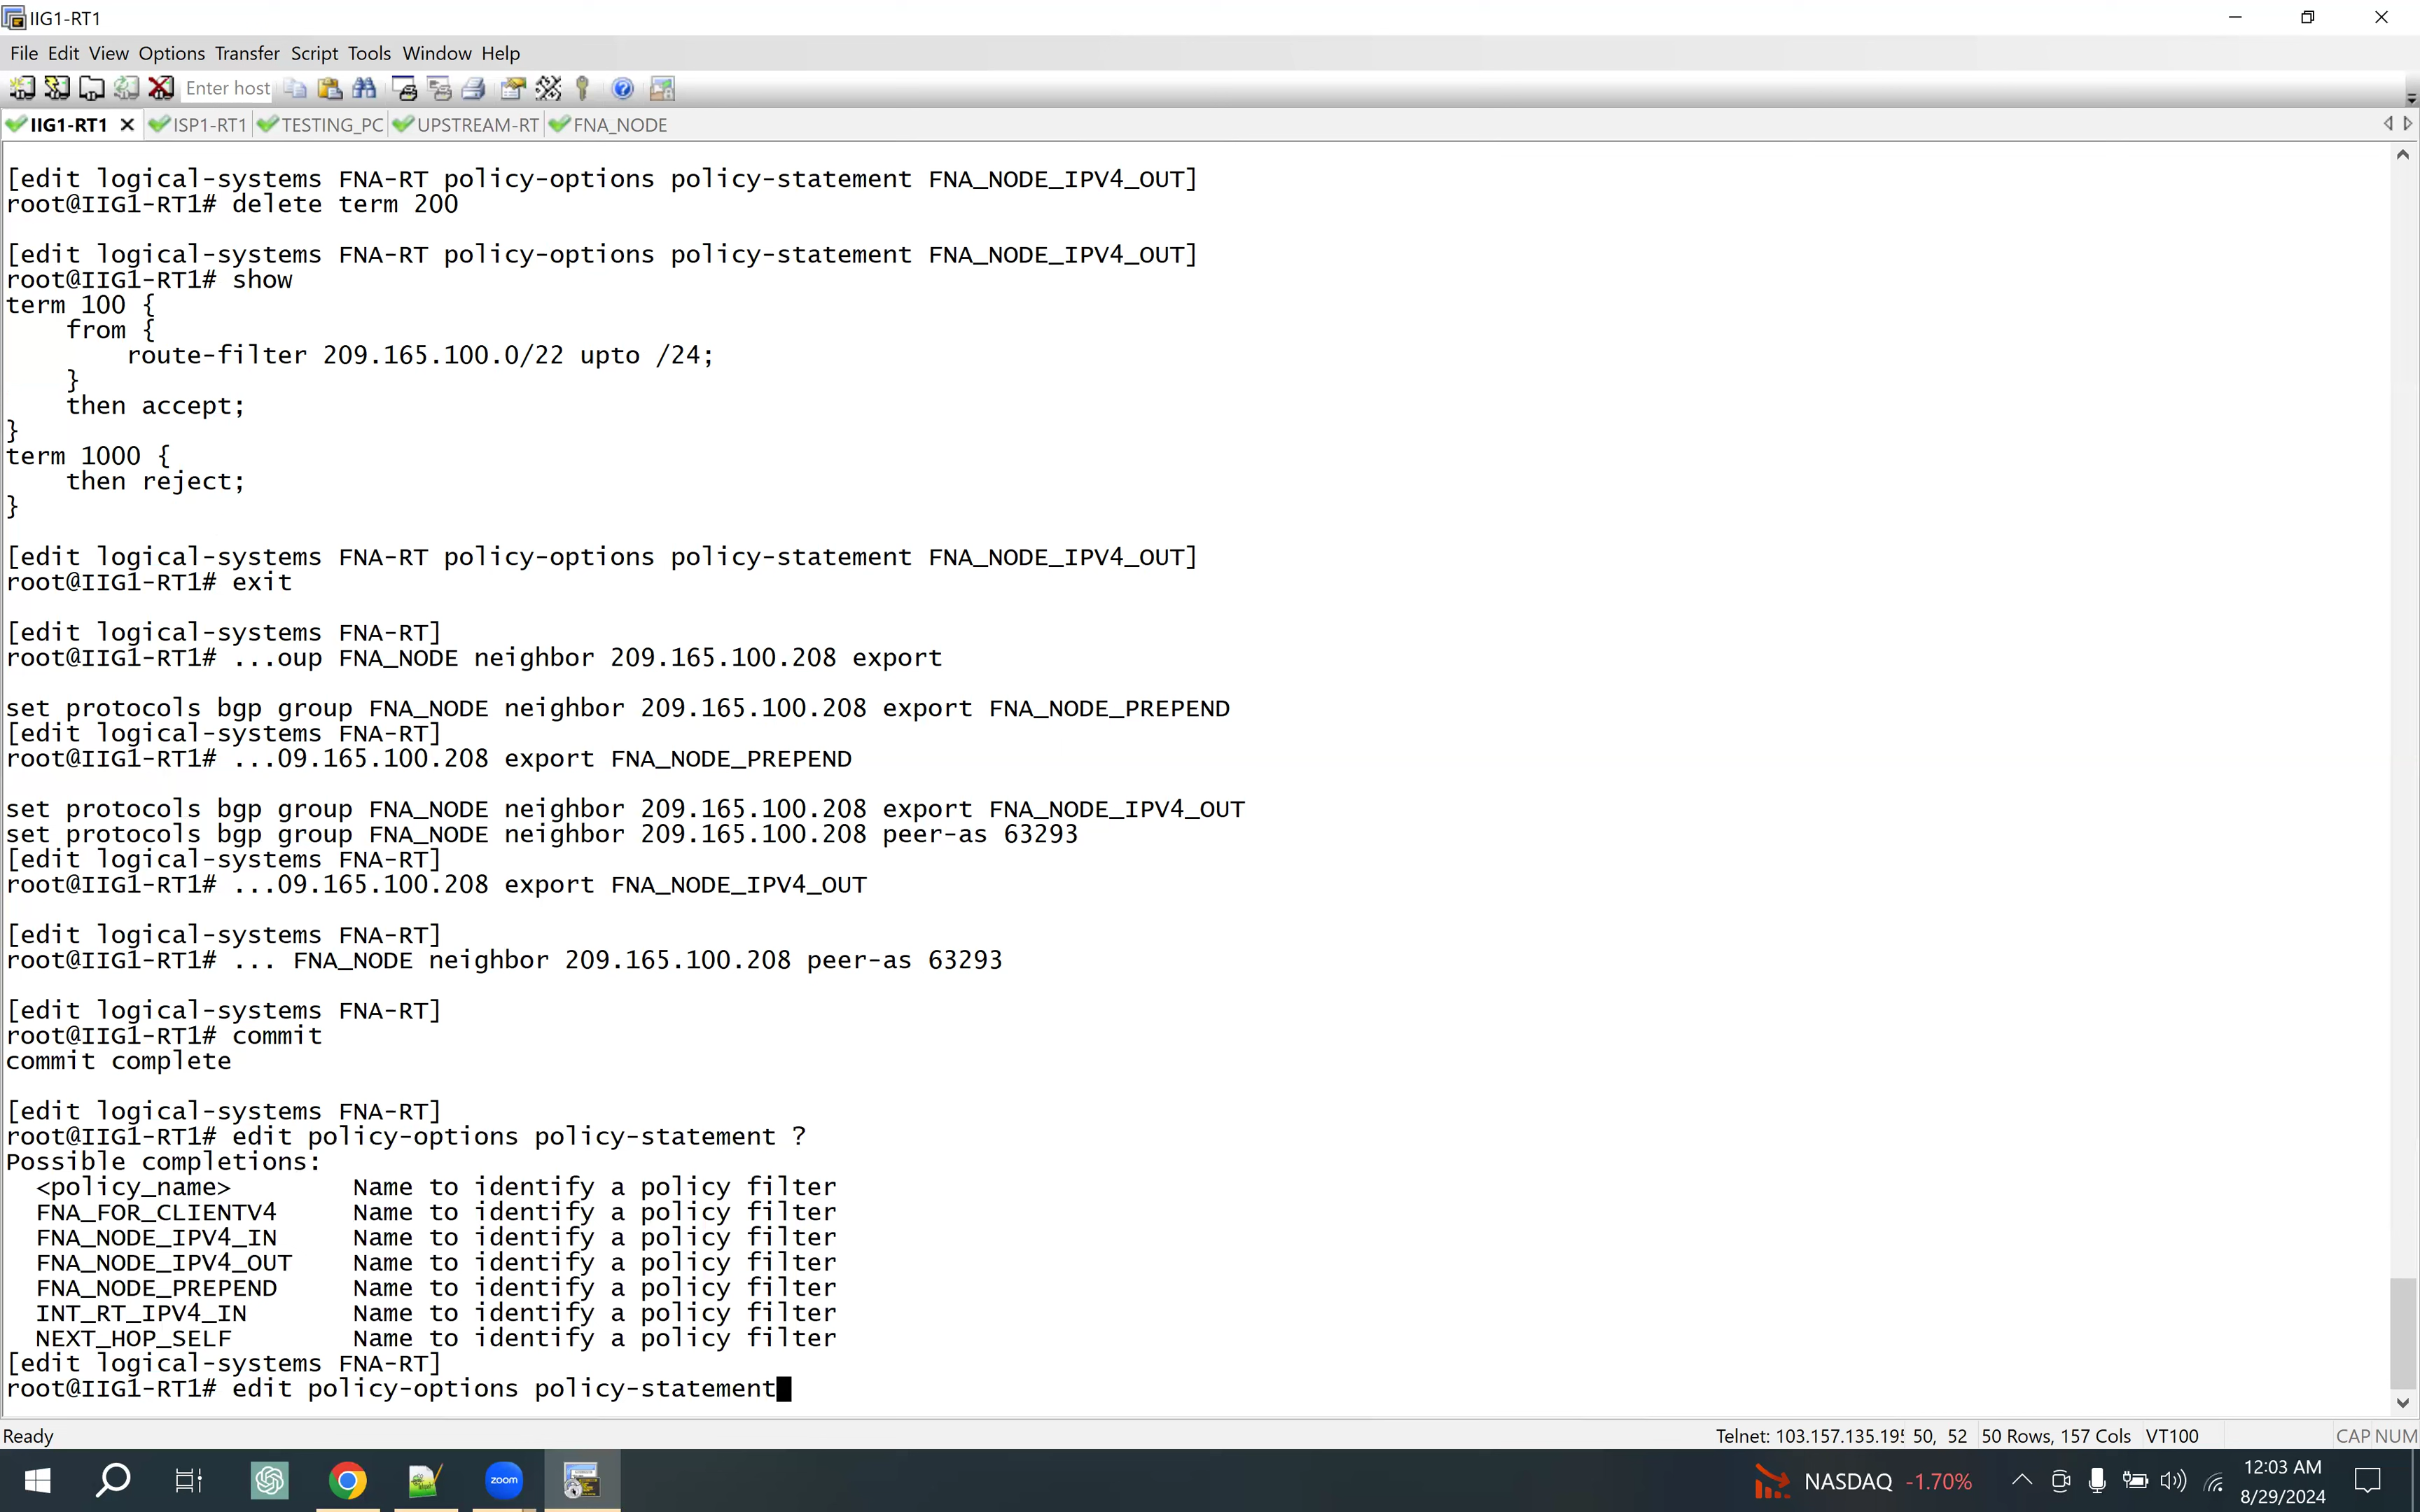 IIG1-RT1
File Edit View Options Transfer Script Tools Window Help
Enter host
IIG1-RT1 ISP1-RT1 TESTING_PC UPSTREAM-RT FNA_NODE
[edit logical-systems FNA-RT policy-options policy-statement FNA_NODE_IPV4_OUT]
root@IIG1-RT1# delete term 200
[edit logical-systems FNA-RT policy-options policy-statement FNA_NODE_IPV4_OUT]
root@IIG1-RT1# show
term 100 {
from {
route-filter 209.165.100.0/22 upto /24;
}
then accept;
}
term 1000 {
then reject;
}
[edit logical-systems FNA-RT policy-options policy-statement FNA_NODE_IPV4_OUT]
root@IIG1-RT1# exit
[edit logical-systems FNA-RT]
root@IIG1-RT1# ...oup FNA_NODE neighbor 209.165.100.208 export
set protocols bgp group FNA_NODE neighbor 209.165.100.208 export FNA_NODE_PREPEND
[edit logical-systems FNA-RT]
root@IIG1-RT1# ...09.165.100.208 export FNA_NODE_PREPEND
set protocols bgp group FNA_NODE neighbor 209.165.100.208 export FNA_NODE_IPV4_OUT
set protocols bgp group FNA_NODE neighbor 209.165.100.208 peer-as 63293
[edit logical-systems FNA-RT]
root@IIG1-RT1# ...09.165.100.208 export FNA_NODE_IPV4_OUT
[edit logical-systems FNA-RT]
root@IIG1-RT1# ... FNA_NODE neighbor 209.165.100.208 peer-as 63293
[edit logical-systems FNA-RT]
root@IIG1-RT1# commit
commit complete
[edit logical-systems FNA-RT]
root@IIG1-RT1# edit policy-options policy-statement ?
Possible completions:
<policy_name> Name to identify a policy filter
FNA_FOR_CLIENTV4 Name to identify a policy filter
FNA_NODE_IPV4_IN Name to identify a policy filter
FNA_NODE_IPV4_OUT Name to identify a policy filter
FNA_NODE_PREPEND Name to identify a policy filter
INT_RT_IPV4_IN Name to identify a policy filter
NEXT_HOP_SELF Name to identify a policy filter
[edit logical-systems FNA-RT]
root@IIG1-RT1# edit policy-options policy-statement
Ready Telnet: 103.157.135.195 50, 52 50 Rows, 157 Cols VT100 CAP NUM
zoom NASDAQ -1.70% 12:03 AM
8/29/2024